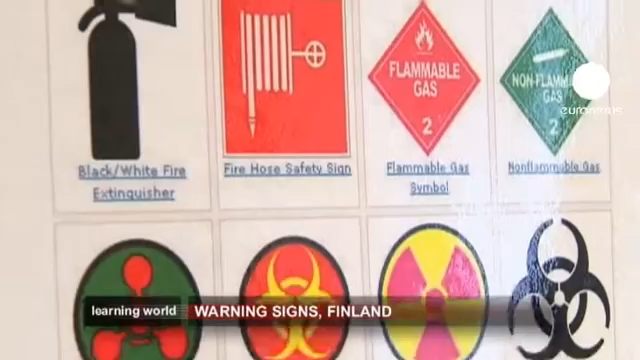 FLAMMABLE
GAS
2
NON-FLAMMABLE
GAS
2
euronews
Black/White Fire
Extinguisher
Fire Hose Safety Sign
Flammable Gas
Symbol
Nonflammable Gas
learning world
WARNING SIGNS, FINLAND